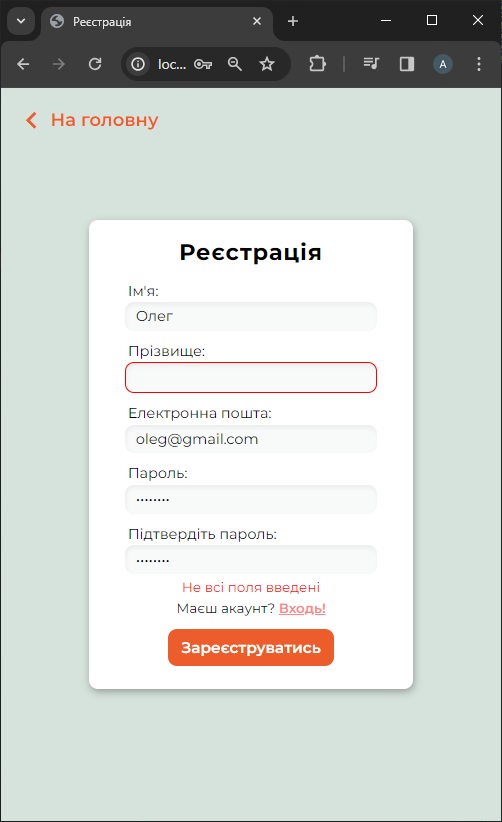 Реєстрація
loc...
A
На головну
Реєстрація
Ім'я:
Олег
Прізвище:
Електронна пошта:
oleg@gmail.com
Пароль:
••••••••
Підтвердіть пароль:
••••••••
Не всі поля введені
Маєш акаунт? Входь!
Зареєструватись